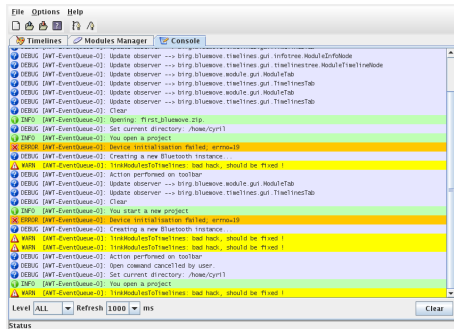 File Options Help
Timelines Modules Manager Console
DEBUG [AWT-EventQueue-0]: Update observer --> birg.bluemove.timelines.gui.infotree.ModuleInfoNode
DEBUG [AWT-EventQueue-0]: Update observer --> birg.bluemove.timelines.gui.timelinestree.ModuleTimelineNode
DEBUG [AWT-EventQueue-0]: Update observer --> birg.bluemove.module.gui.ModuleTab
DEBUG [AWT-EventQueue-0]: Update observer --> birg.bluemove.timelines.gui.TimelinesTab
DEBUG [AWT-EventQueue-0]: Update observer --> birg.bluemove.module.gui.ModuleTab
DEBUG [AWT-EventQueue-0]: Update observer --> birg.bluemove.timelines.gui.TimelinesTab
DEBUG [AWT-EventQueue-0]: Clear
INFO [AWT-EventQueue-0]: Opening: first_bluemove.zip.
DEBUG [AWT-EventQueue-0]: Set current directory: /home/cyril
INFO [AWT-EventQueue-0]: You open a project
ERROR [AWT-EventQueue-0]: Device initialisation failed; errno=19
DEBUG [AWT-EventQueue-0]: Creating a new Bluetooth instance...
WARN [AWT-EventQueue-0]: linkModulesToTimelines: bad hack, should be fixed !
DEBUG [AWT-EventQueue-0]: Action performed on toolbar
DEBUG [AWT-EventQueue-0]: Update observer --> birg.bluemove.module.gui.ModuleTab
DEBUG [AWT-EventQueue-0]: Update observer --> birg.bluemove.timelines.gui.TimelinesTab
DEBUG [AWT-EventQueue-0]: Clear
INFO [AWT-EventQueue-0]: You start a new project
ERROR [AWT-EventQueue-0]: Device initialisation failed; errno=19
DEBUG [AWT-EventQueue-0]: Creating a new Bluetooth instance...
WARN [AWT-EventQueue-0]: linkModulesToTimelines: bad hack, should be fixed !
WARN [AWT-EventQueue-0]: linkModulesToTimelines: bad hack, should be fixed !
DEBUG [AWT-EventQueue-0]: Action performed on toolbar
DEBUG [AWT-EventQueue-0]: Open command cancelled by user.
DEBUG [AWT-EventQueue-0]: Set current directory: /home/cyril
INFO [AWT-EventQueue-0]: You open a project
WARN [AWT-EventQueue-0]: linkModulesToTimelines: bad hack, should be fixed !
Level ALL Refresh 1000 ms Clear
Status